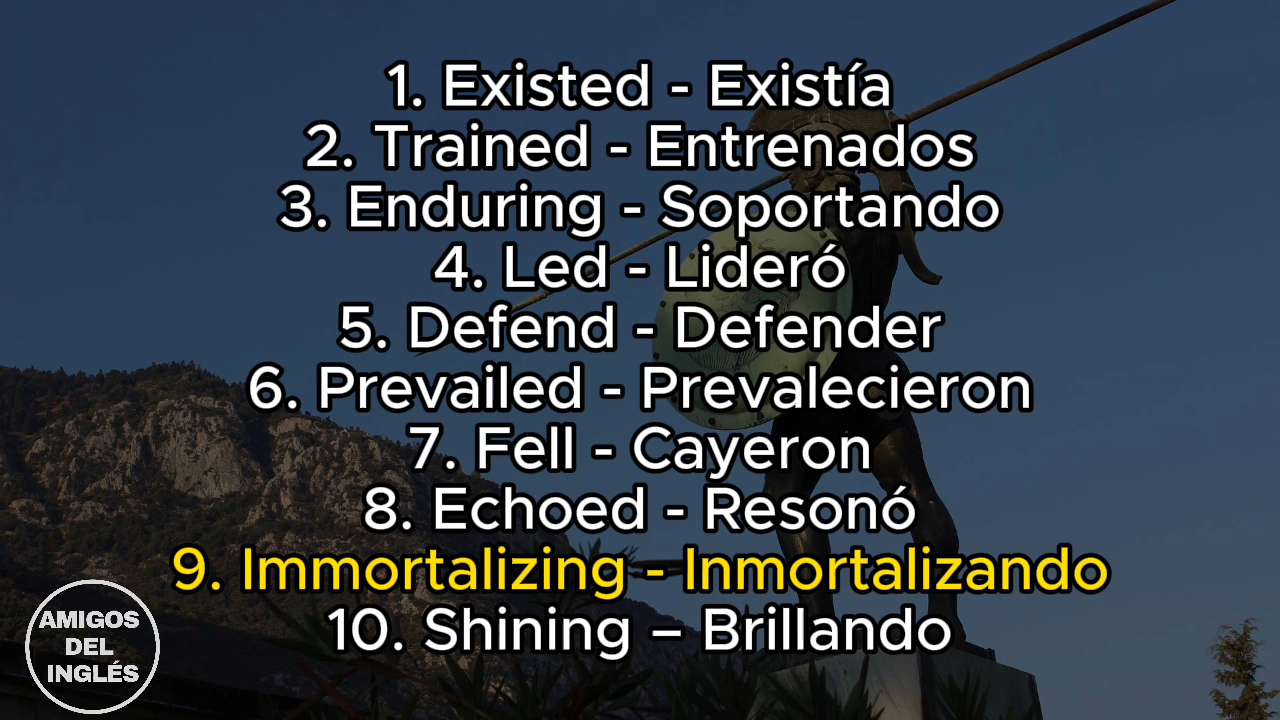 1. Existed - Existía
2. Trained - Entrenados
3. Enduring - Soportando
4. Led - Lideró
5. Defend - Defender
6. Prevailed - Prevalecieron
7. Fell - Cayeron
8. Echoed - Resonó
9. Immortalizing - Inmortalizando
10. Shining – Brillando
AMIGOS
DEL
INGLÉS